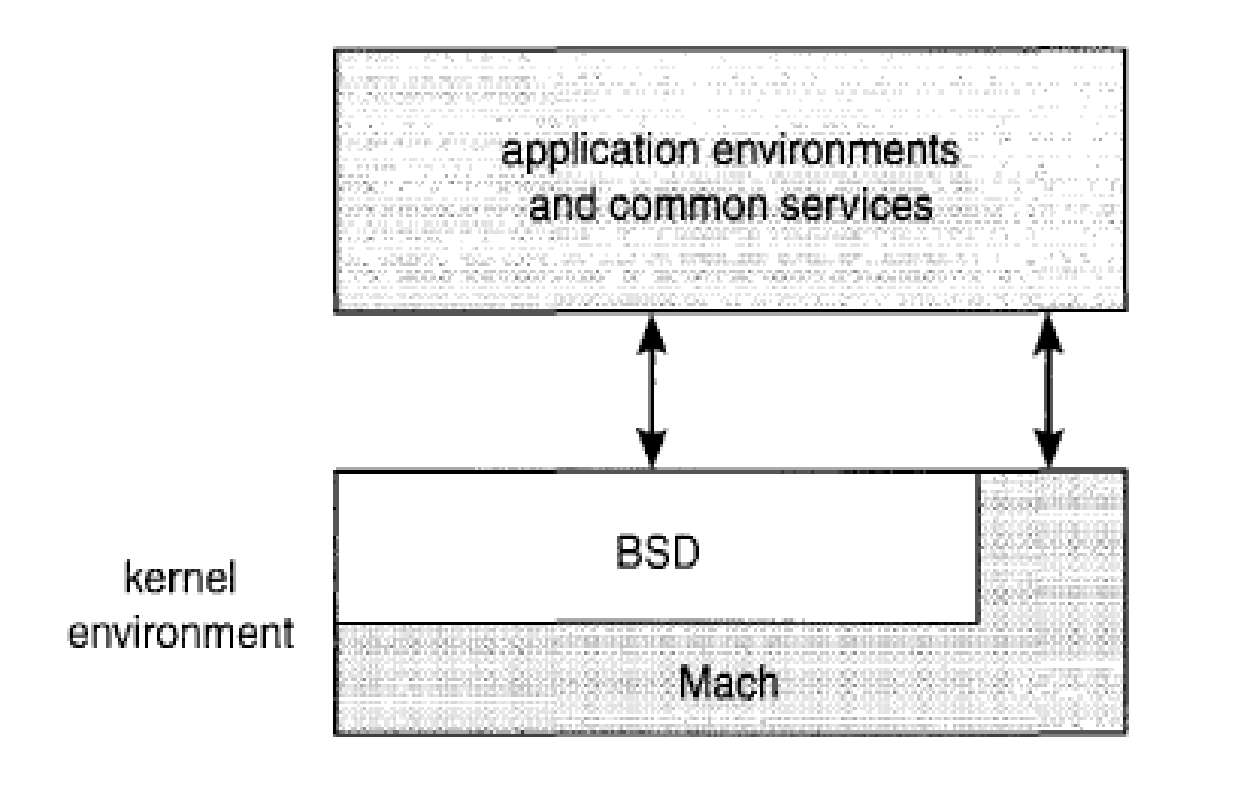 application environments
and common services
BSD
kernel
environment
Mach